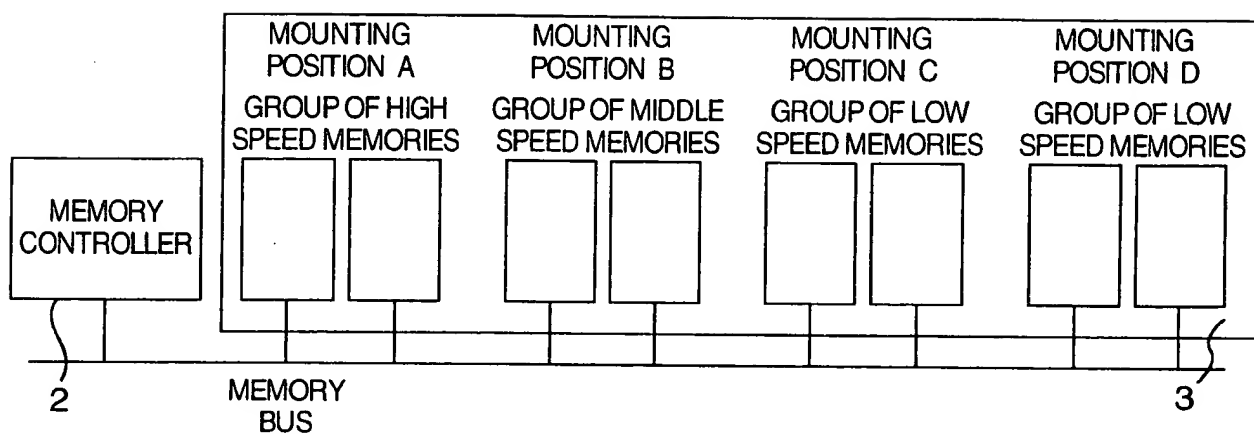 MOUNTING
POSITION A
GROUP OF HIGH
SPEED MEMORIES
MOUNTING
POSITION B
GROUP OF MIDDLE
SPEED MEMORIES
MOUNTING
POSITION C
GROUP OF LOW
SPEED MEMORIES
MOUNTING
POSITION D
GROUP OF LOW
SPEED MEMORIES
MEMORY
CONTROLLER
2
MEMORY
BUS
3